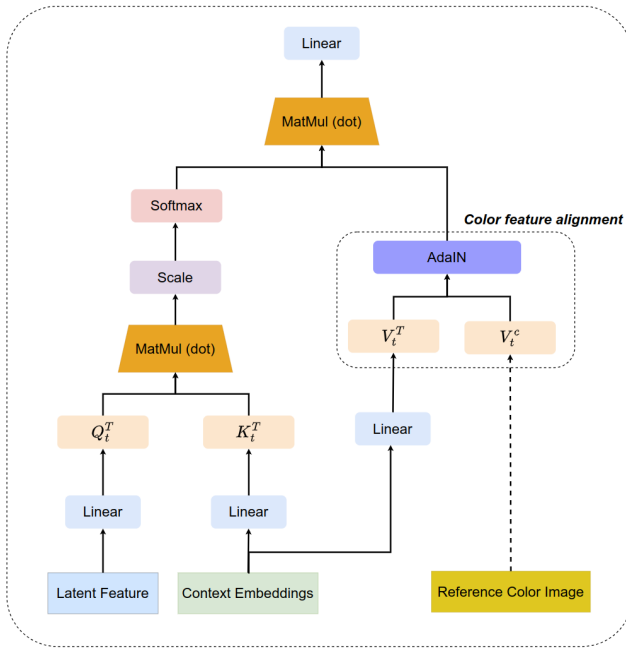 Linear
MatMul (dot)
Softmax
Color feature alignment
AdaIN
Scale
$V_t^T$
$V_t^c$
MatMul (dot)
$Q_t^T$
$K_t^T$
Linear
Linear
Linear
Latent Feature
Context Embeddings
Reference Color Image